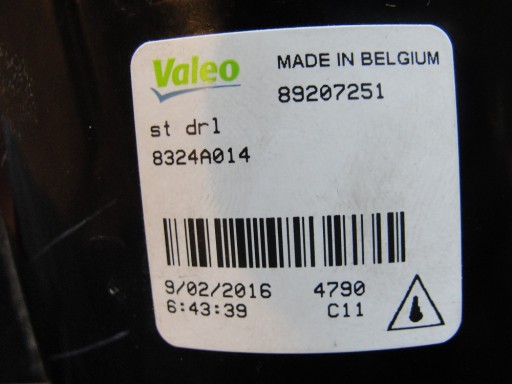 Valeo
MADE IN BELGIUM
89207251
st drl
8324A014
9/02/2016 4790
6:43:39 C11